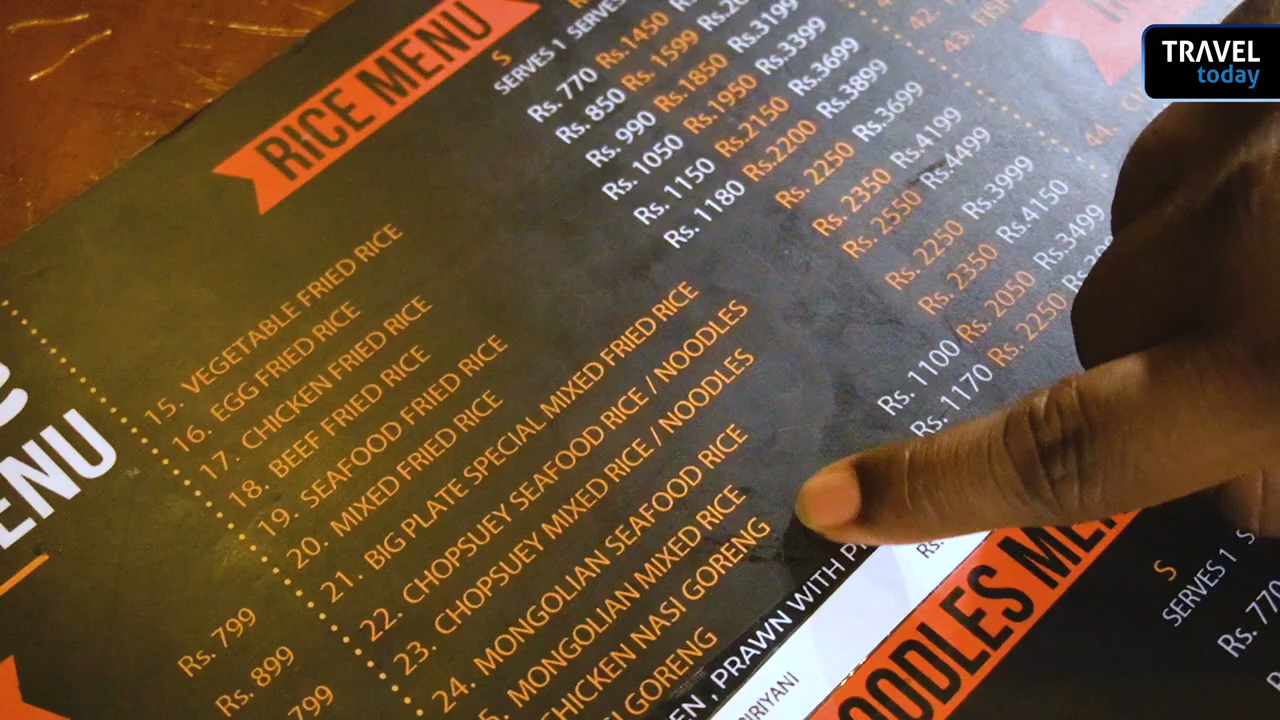 TRAVEL
today
RICE MENU
S
SERVES 1 SERVES
15. VEGETABLE FRIED RICE Rs. 770 Rs.1450
16. EGG FRIED RICE Rs. 850 Rs. 1599 Rs.3199
17. CHICKEN FRIED RICE Rs. 990 Rs.1850 Rs.3399
18. BEEF FRIED RICE Rs. 1050 Rs.1950 Rs.3699
19. SEAFOOD FRIED RICE Rs. 1150 Rs.2150 Rs.3899
20. MIXED FRIED RICE Rs. 1180 Rs.2200 Rs.3699
21. BIG PLATE SPECIAL MIXED FRIED RICE Rs. 2250 Rs.4199
22. CHOPSUEY SEAFOOD RICE / NOODLES Rs. 2350 Rs.4499
23. CHOPSUEY MIXED RICE / NOODLES Rs. 2550 Rs.3999
24. MONGOLIAN SEAFOOD RICE Rs. 2250 Rs.4150
MONGOLIAN MIXED RICE Rs. 2350 Rs.3499
CHICKEN NASI GORENG Rs. 1100 Rs. 2050
GORENG Rs. 1170 Rs. 2250
, PRAWN WITH
Rs.
ENU
Rs. 799
Rs. 899
799
42.
43.
44.
S
SERVES 1
Rs. 770